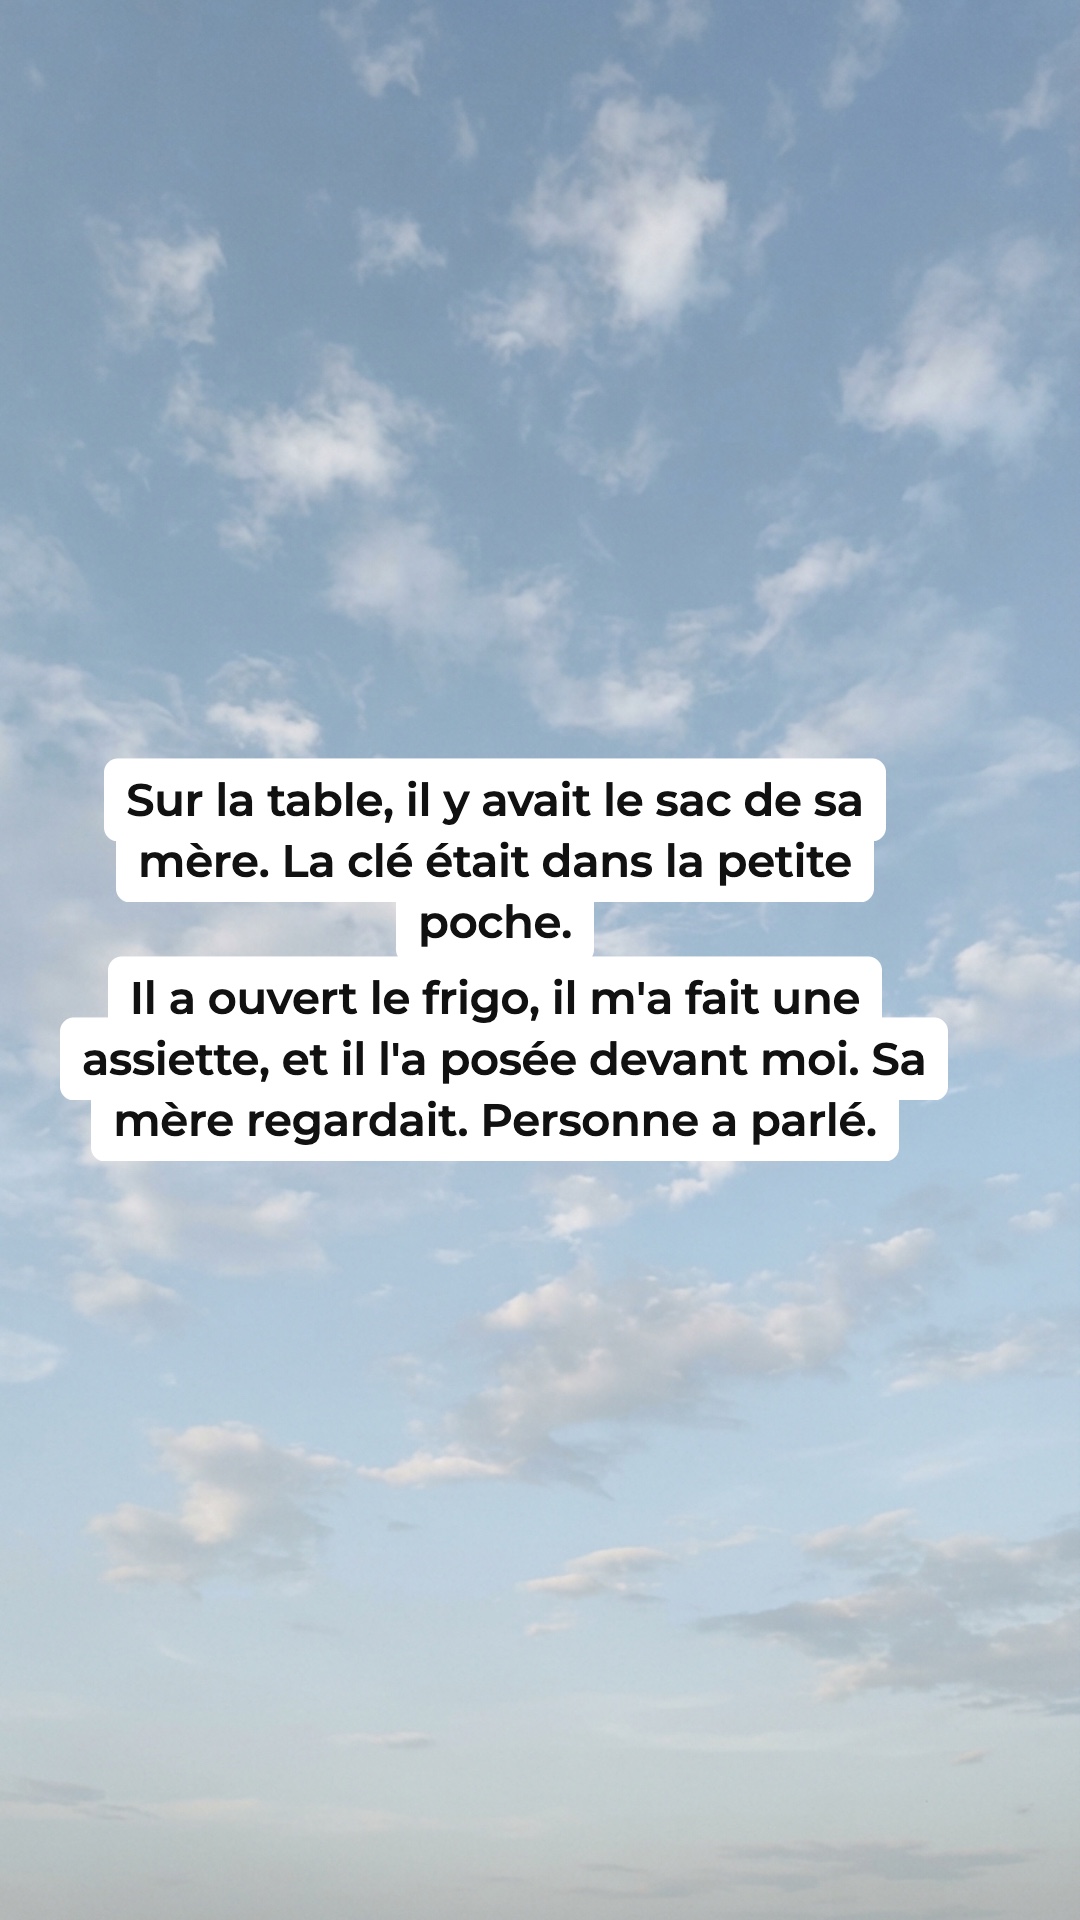 Sur la table, il y avait le sac de sa
mère. La clé était dans la petite
poche.
Il a ouvert le frigo, il m'a fait une
assiette, et il l'a posée devant moi. Sa
mère regardait. Personne a parlé.